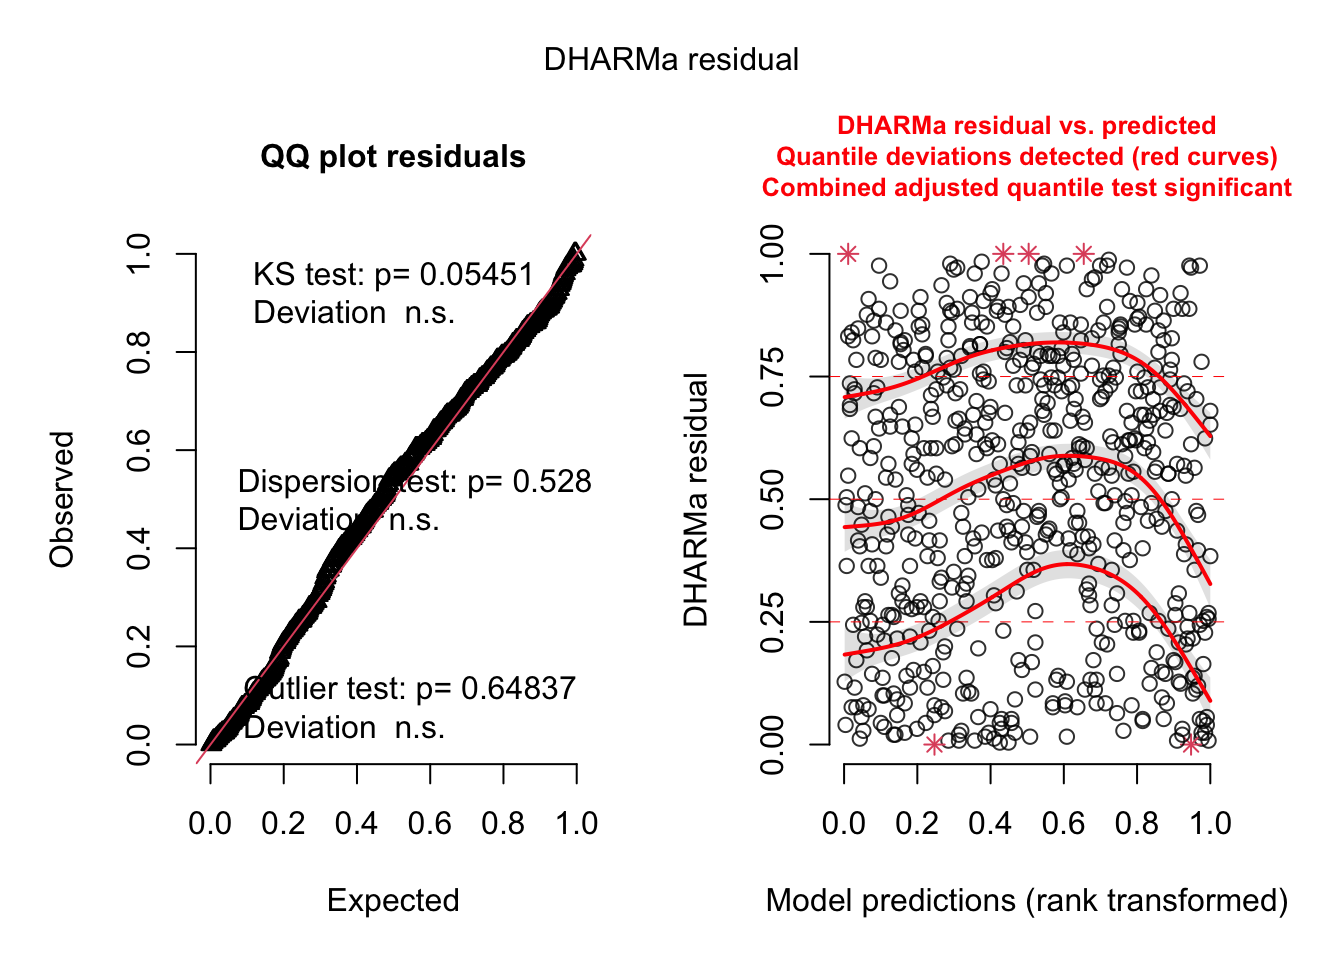 DHARMa residual
QQ plot residuals
KS test: p= 0.05451
Deviation  n.s.
Dispersion test: p= 0.528
Deviation  n.s.
Outlier test: p= 0.64837
Deviation  n.s.
Observed
0.0 0.2 0.4 0.6 0.8 1.0
0.0 0.2 0.4 0.6 0.8 1.0
Expected
DHARMa residual vs. predicted
Quantile deviations detected (red curves)
Combined adjusted quantile test significant
DHARMa residual
0.00 0.25 0.50 0.75 1.00
0.0 0.2 0.4 0.6 0.8 1.0
Model predictions (rank transformed)